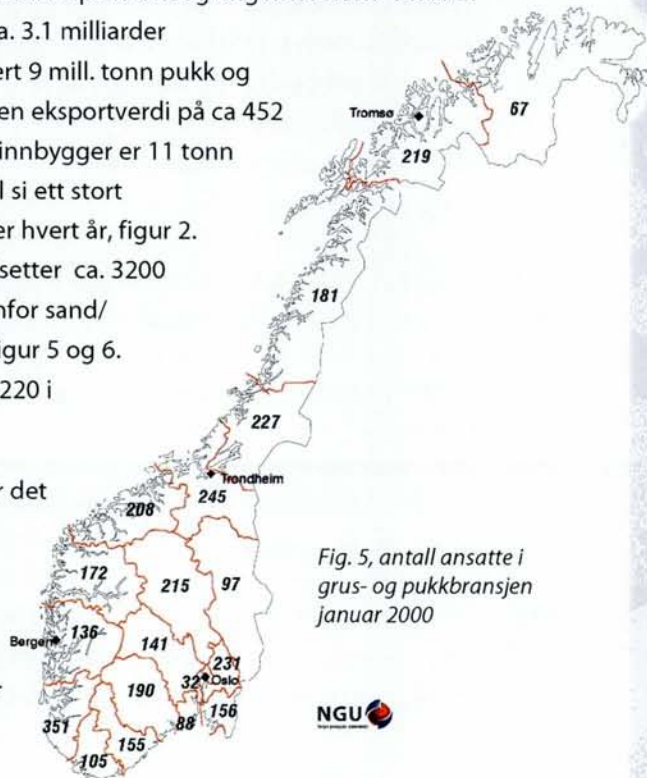 a. 3.1 milliarder
ert 9 mill. tonn pukk og
en eksportverdi på ca 452
innbygger er 11 tonn
l si ett stort
er hvert år, figur 2.
setter ca. 3200
nfor sand/
igur 5 og 6.
220 i
r det
Tromsø
67
219
181
227
Trondheim
245
208
172
215
97
Bergen
136
141
231
32
Oslo
190
156
88
351
155
105
Fig. 5, antall ansatte i
grus- og pukkbransjen
januar 2000
NGU